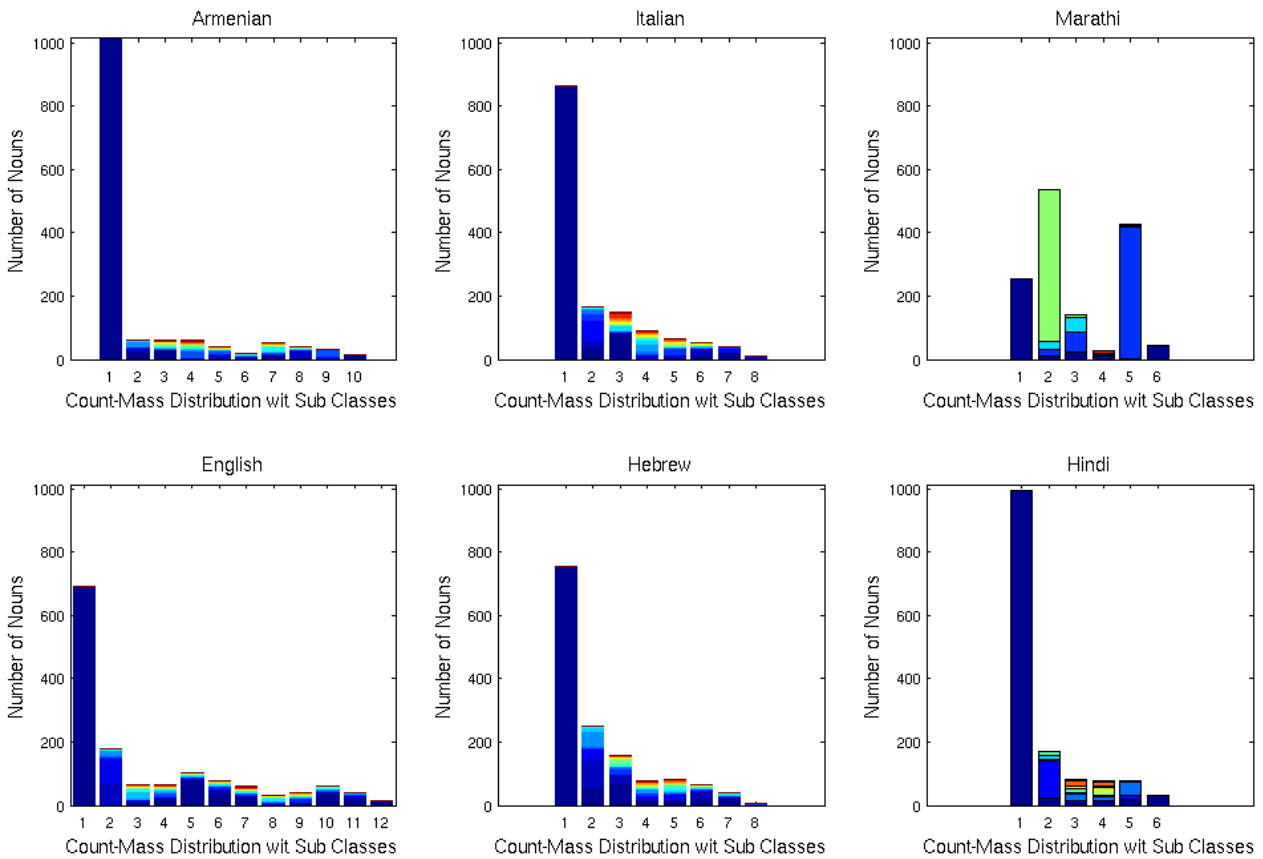 Armenian
1000
800
600
400
200
0
1 2 3 4 5 6 7 8 9 10
Number of Nouns
Count-Mass Distribution wit Sub Classes
Italian
1000
800
600
400
200
0
1 2 3 4 5 6 7 8
Number of Nouns
Count-Mass Distribution wit Sub Classes
Marathi
1000
800
600
400
200
0
1 2 3 4 5 6
Number of Nouns
Count-Mass Distribution wit Sub Classes
English
1000
800
600
400
200
0
1 2 3 4 5 6 7 8 9 10 11 12
Number of Nouns
Count-Mass Distribution wit Sub Classes
Hebrew
1000
800
600
400
200
0
1 2 3 4 5 6 7 8
Number of Nouns
Count-Mass Distribution wit Sub Classes
Hindi
1000
800
600
400
200
0
1 2 3 4 5 6
Number of Nouns
Count-Mass Distribution wit Sub Classes